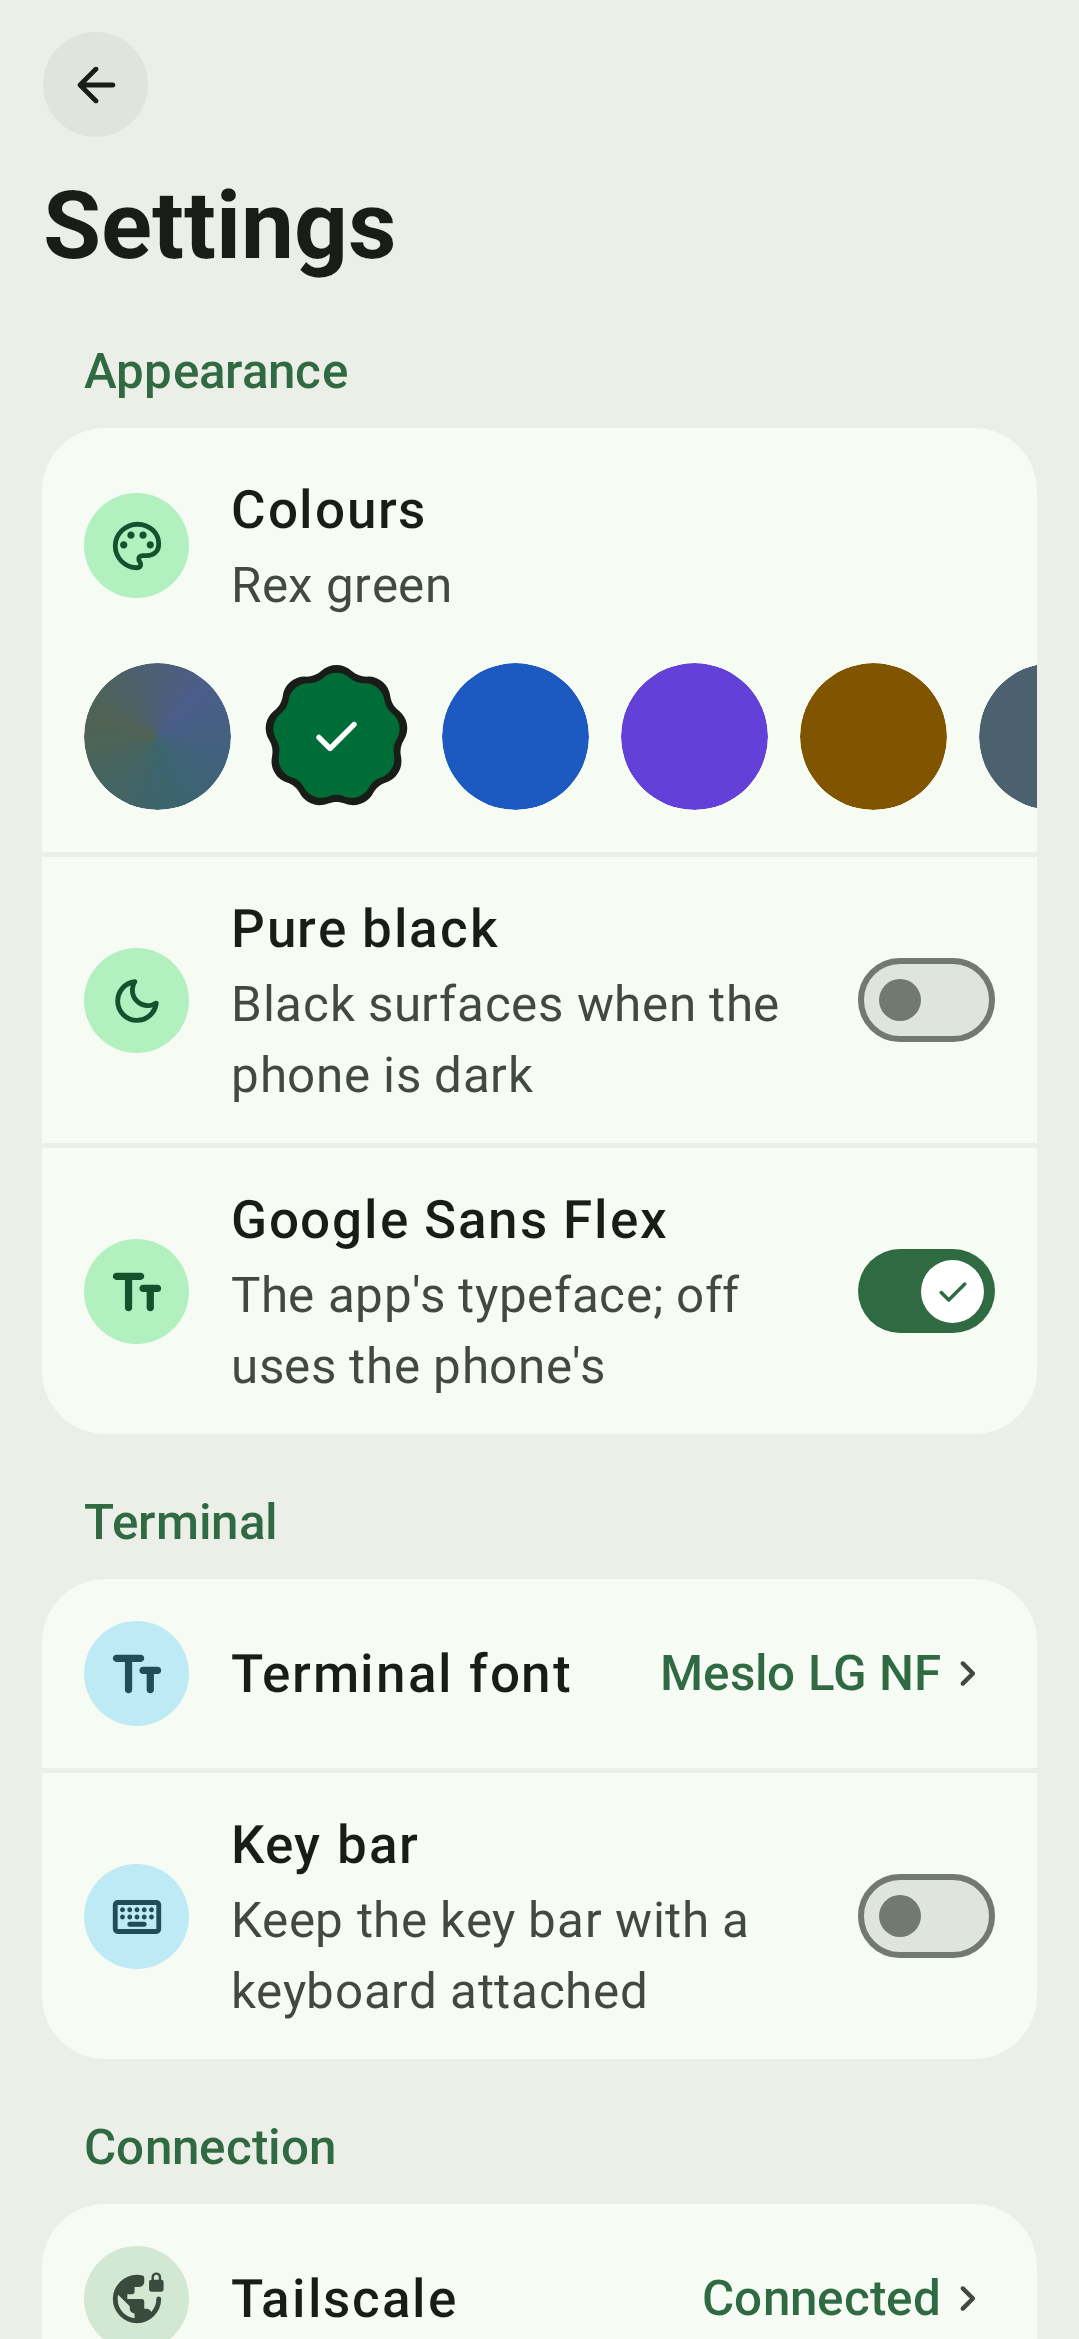 Settings
Appearance
Colours
Rex green
Pure black
Black surfaces when the
phone is dark
Google Sans Flex
The app's typeface; off
uses the phone's
Terminal
Terminal font
Meslo LG NF
Key bar
Keep the key bar with a
keyboard attached
Connection
Tailscale
Connected